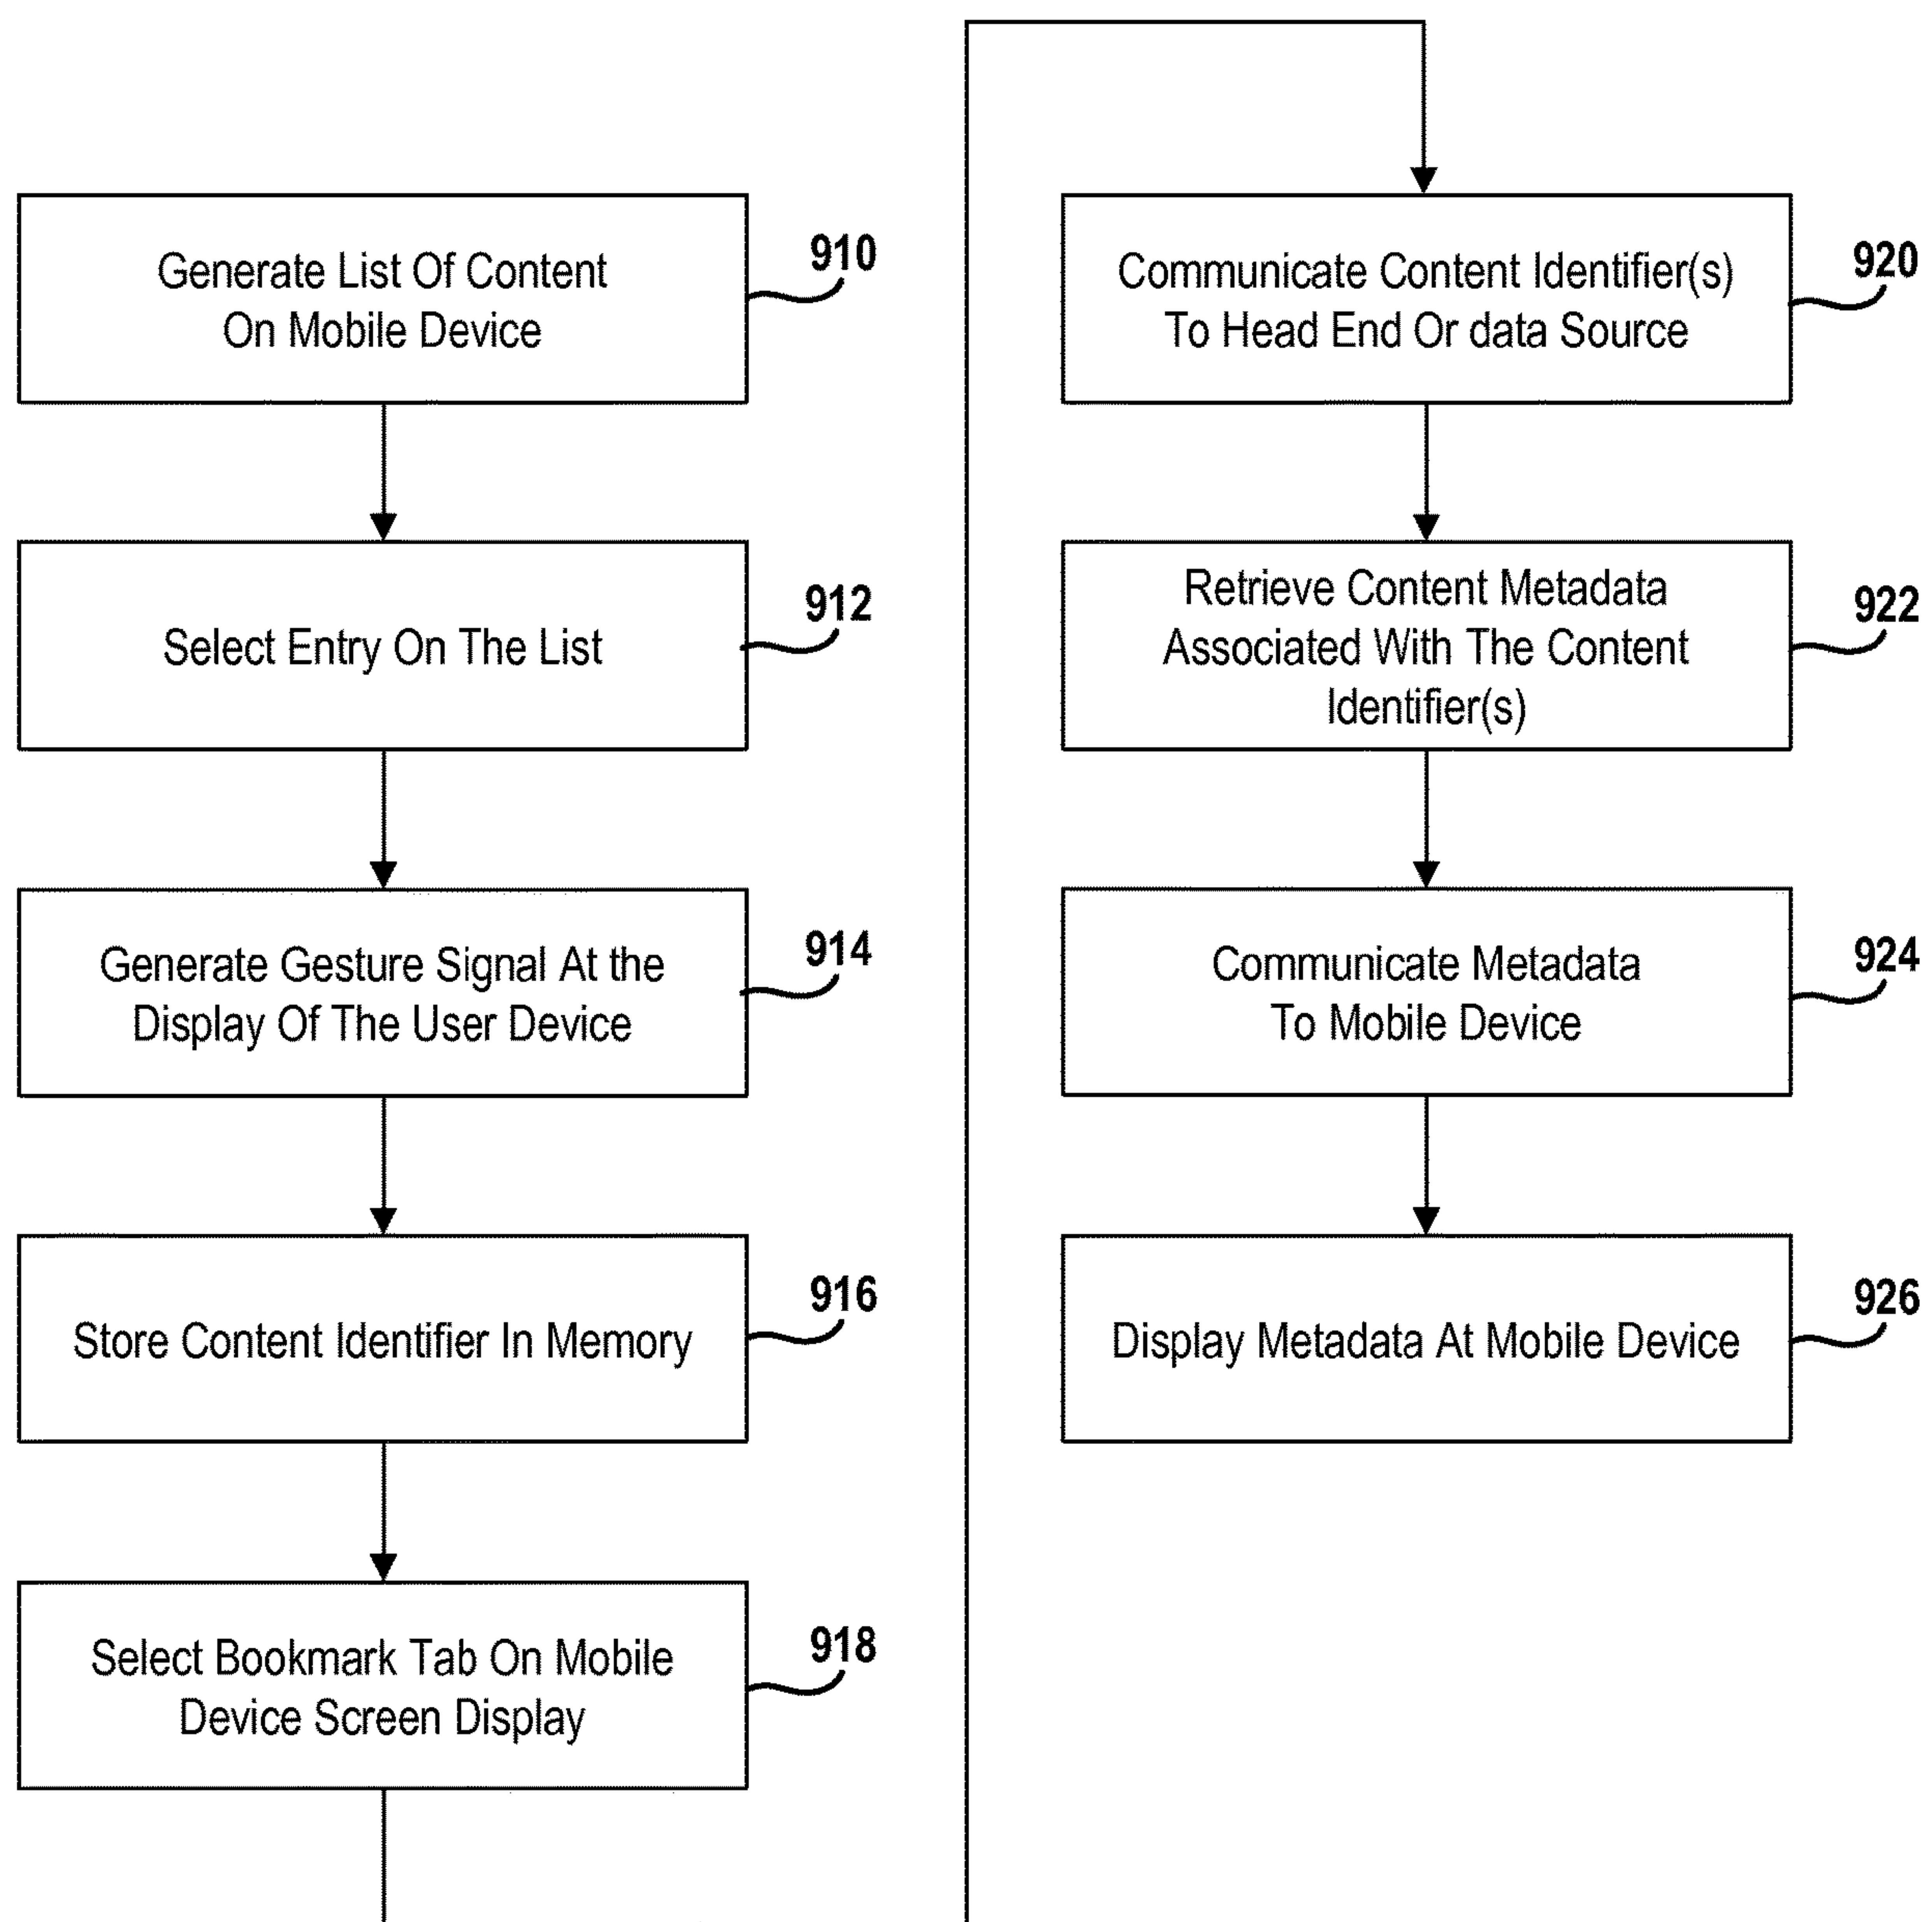 Generate List Of Content
On Mobile Device
910
Select Entry On The List
912
Generate Gesture Signal At the
Display Of The User Device
914
Store Content Identifier In Memory
916
Select Bookmark Tab On Mobile
Device Screen Display
918
Communicate Content Identifier(s)
To Head End Or data Source
920
Retrieve Content Metadata
Associated With The Content
Identifier(s)
922
Communicate Metadata
To Mobile Device
924
Display Metadata At Mobile Device
926